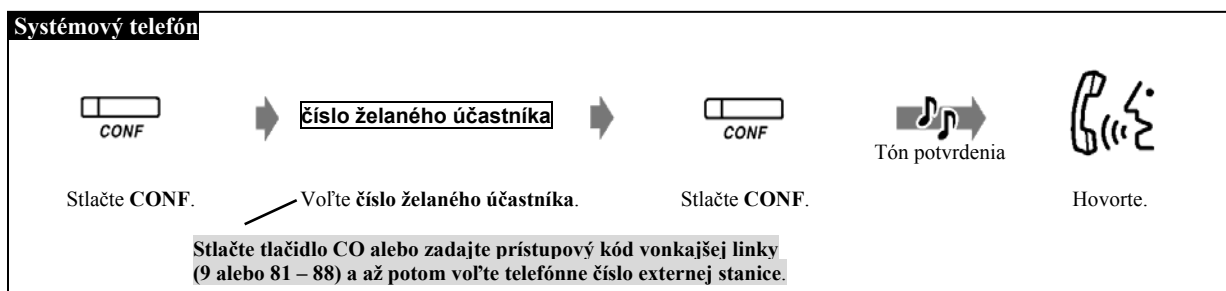 Systémový telefón
CONF
číslo želaného účastníka
CONF
Tón potvrdenia
Stlačte CONF.
Voľte číslo želaného účastníka.
Stlačte CONF.
Hovorte.
Stlačte tlačidlo CO alebo zadajte prístupový kód vonkajšej linky
(9 alebo 81 – 88) a až potom voľte telefónne číslo externej stanice.